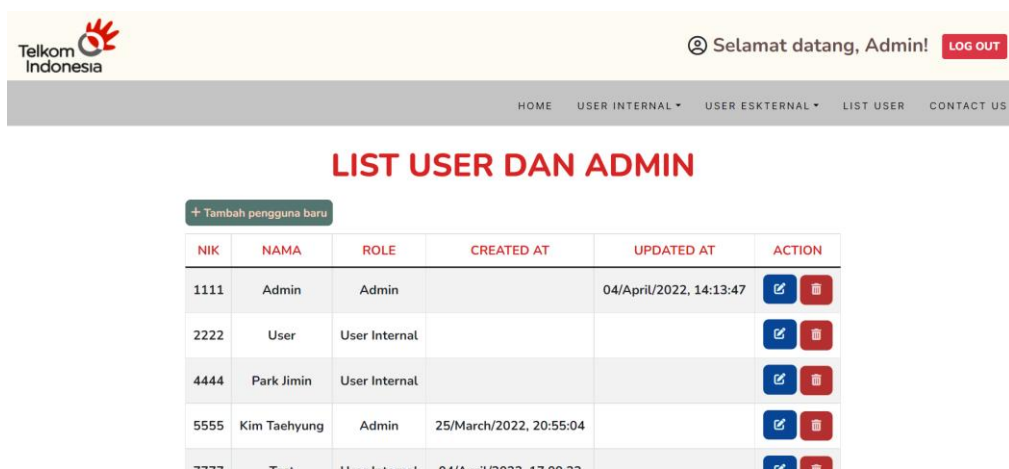 Telkom
Indonesia
Selamat datang, Admin! LOG OUT
HOME USER INTERNAL USER ESKTERNAL LIST USER CONTACT US
LIST USER DAN ADMIN
+ Tambah pengguna baru
NIK NAMA ROLE CREATED AT UPDATED AT ACTION
1111 Admin Admin 04/April/2022, 14:13:47
2222 User User Internal
4444 Park Jimin User Internal
5555 Kim Taehyung Admin 25/March/2022, 20:55:04